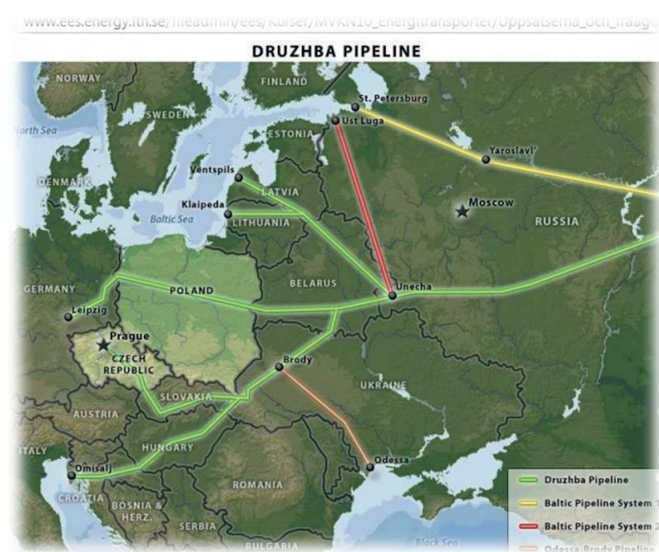 www.ees.energy.lth.se/fileadmin/ees/Kurser/MVKN10_Energitransporter/Uppsatserna_och_fraago
DRUZHBA PIPELINE
NORWAY
FINLAND
St. Petersburg
SWEDEN
Ust Luga
North Sea
ESTONIA
Yaroslavl'
Ventspils
DENMARK
LATVIA
Klaipeda
Moscow
Baltic Sea
LITHUANIA
RUSSIA
BELARUS
Unecha
GERMANY
POLAND
Leipzig
Prague
CZECH
REPUBLIC
Brody
UKRAINE
SLOVAKIA
AUSTRIA
HUNGARY
ITALY
Odessa
Omisalj
Druzhba Pipeline
ROMANIA
CROATIA
Baltic Pipeline System 1
BOSNIA &
HERZ.
SERBIA
Baltic Pipeline System 2
BULGARIA
Black Sea
Odessa-Brody Pipeline